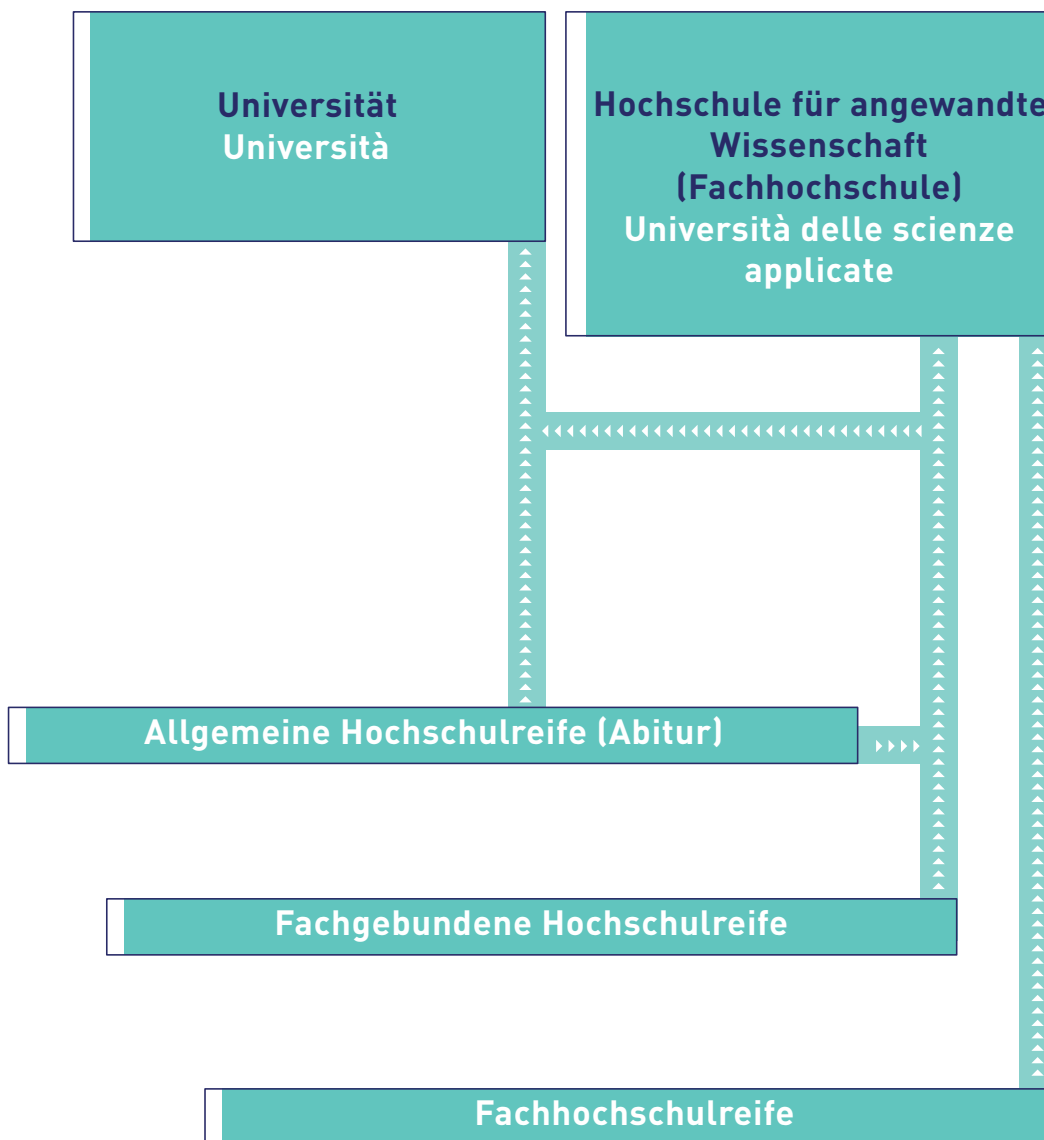 Universität
Università
Hochschule für angewandte
Wissenschaft
(Fachhochschule)
Università delle scienze
applicate
Allgemeine Hochschulreife (Abitur)
Fachgebundene Hochschulreife
Fachhochschulreife